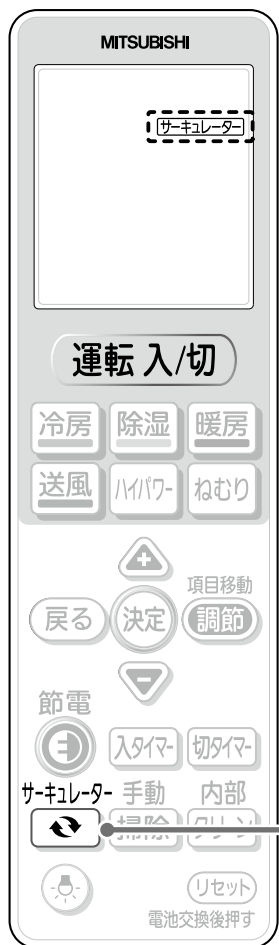 MITSUBISHI
サーキュレーター
運転 入/切
冷房 除湿 暖房
送風 ハイパワー ねむり
項目移動
戻る 決定 調節
節電
入タイマー 切タイマー
サーキュレーター 手動 内部
掃除 クリーン
リセット
電池交換後押す